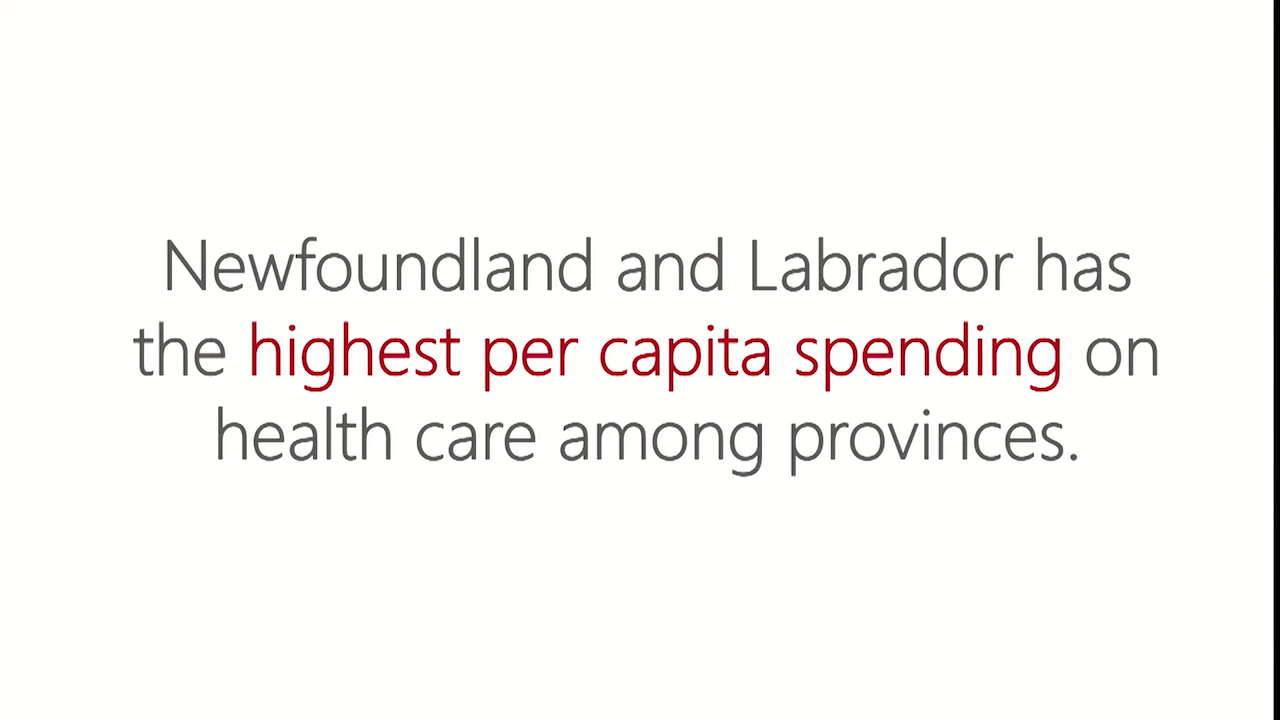 Newfoundland and Labrador has
the highest per capita spending on
health care among provinces.